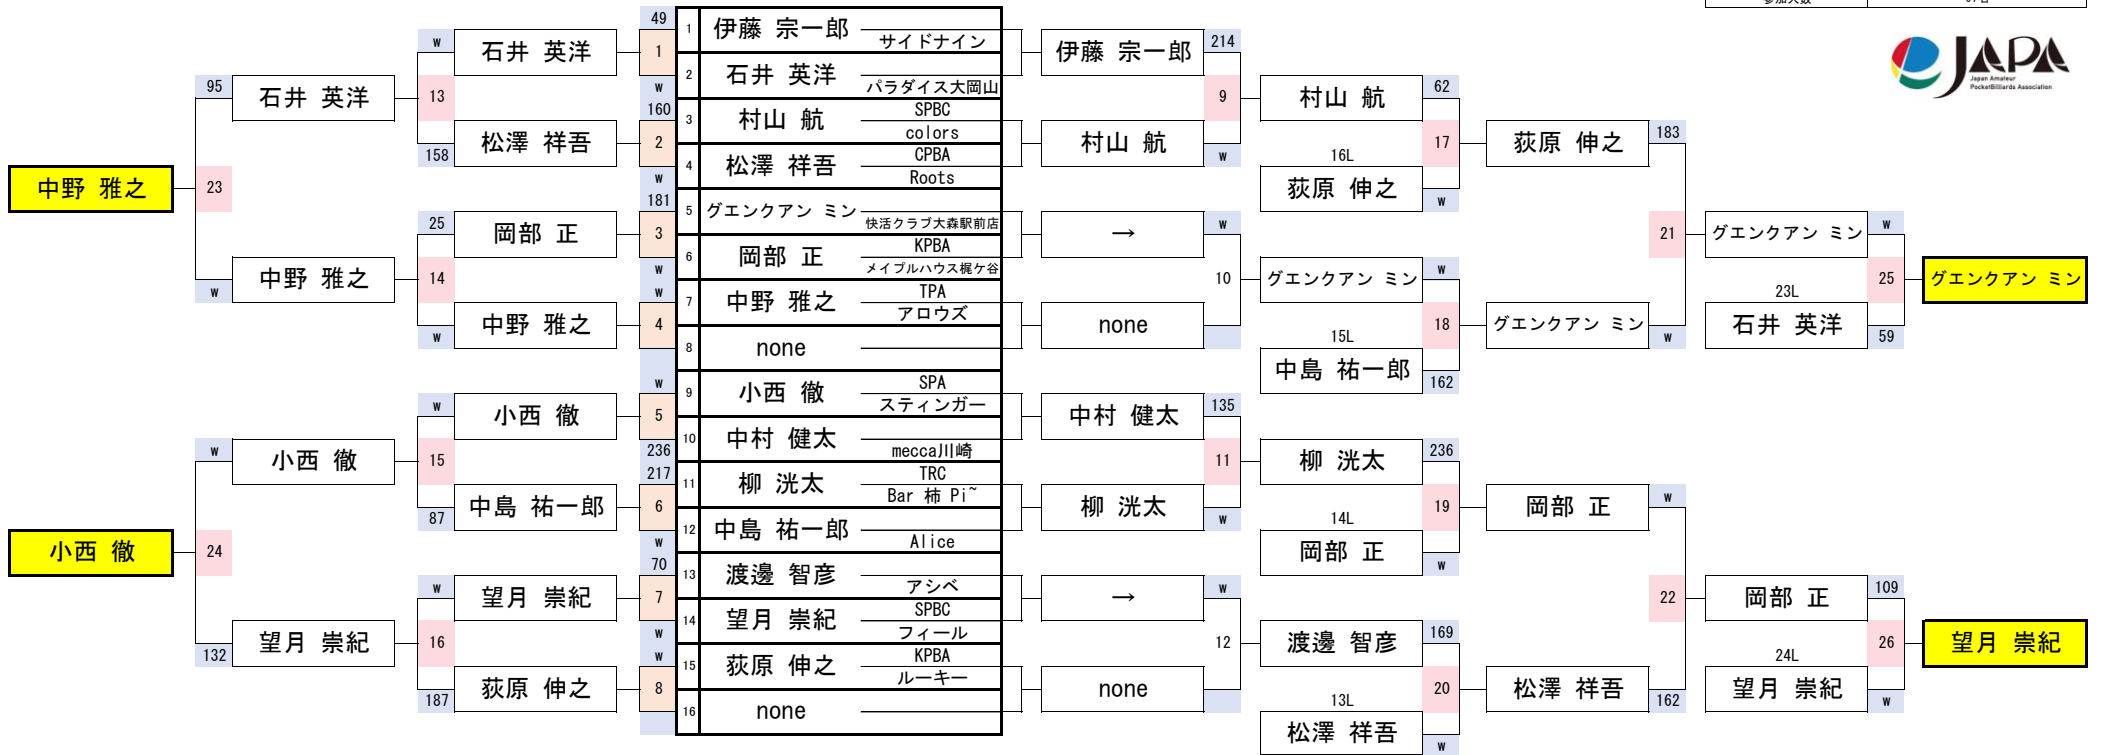 参加人数
JAPA
Japan Amateur
PocketBilliards Association
49 1 伊藤 宗一郎 サイドナイン
W 石井 英洋 1 伊藤 宗一郎 214
2 石井 英洋 パラダイス大岡山
95 石井 英洋 13 W 9 村山 航 62
160 3 村山 航 SPBC colors
158 松澤 祥吾 2 村山 航 W 17 荻原 伸之 183
4 松澤 祥吾 CPBA Roots
W 16L 荻原 伸之 W
中野 雅之 23
181 5 グエンクアン ミン 快活クラブ大森駅前店
25 岡部 正 3 → W 21 グエンクアン ミン W
6 岡部 正 KPBA メイプルハウス梶ケ谷
W 中野 雅之 14 W 10 グエンクアン ミン W 25 グエンクアン ミン
W 7 中野 雅之 TPA アロウズ
W 中野 雅之 4 none 18 グエンクアン ミン W 23L 石井 英洋 59
8 none
15L 中島 祐一郎 162
W 9 小西 徹 SPA スティンガー
W 小西 徹 5 中村 健太 135
10 中村 健太 mecca川崎
W 小西 徹 15 236 11 柳 洸太 236
217 11 柳 洸太 TRC Bar 柿 Pi~
87 中島 祐一郎 6 柳 洸太 W 19 岡部 正 W
12 中島 祐一郎 Alice
W 14L 岡部 正 W
小西 徹 24
70 13 渡邊 智彦 アシベ
W 望月 崇紀 7 → W 22 岡部 正 109
14 望月 崇紀 SPBC フィール
132 望月 崇紀 16 W 12 渡邊 智彦 169 26 望月 崇紀
W 15 荻原 伸之 KPBA ルーキー
187 荻原 伸之 8 none 20 松澤 祥吾 162 24L 望月 崇紀 W
16 none
13L 松澤 祥吾 W